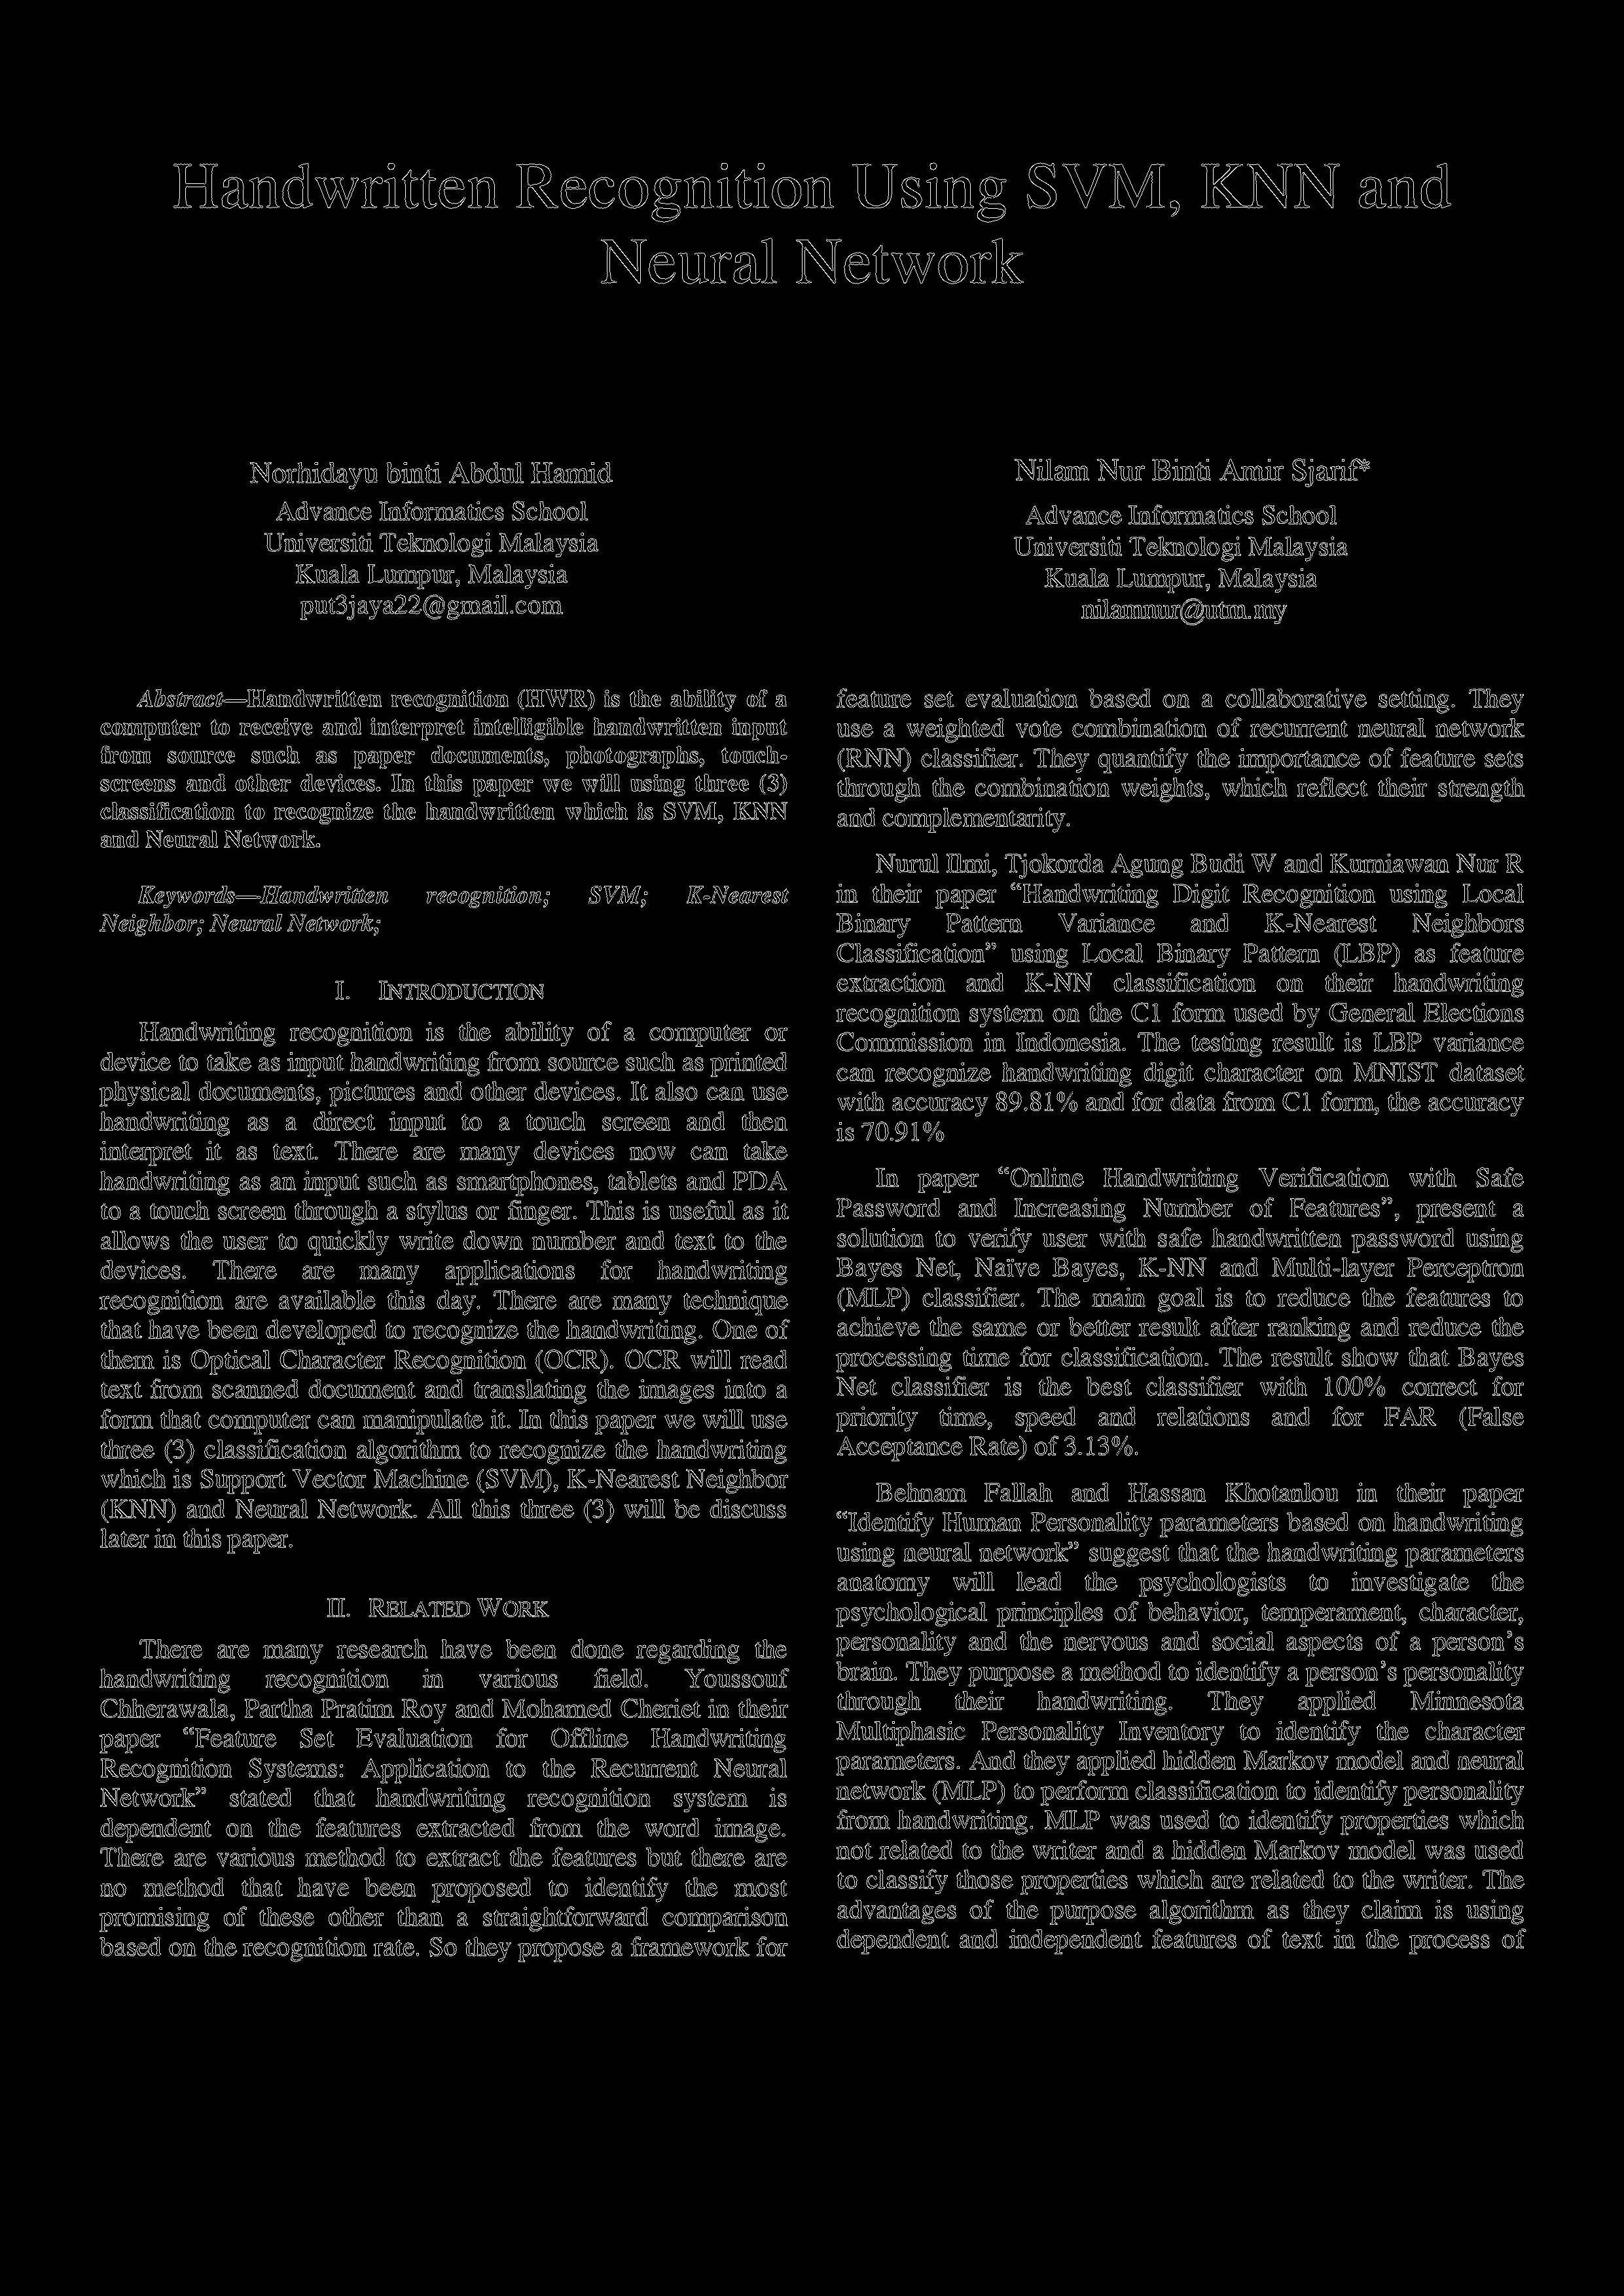 Handwritten Recognition Using SVM, KNN and
Neural Network
Norhidayu binti Abdul Hamid
Advance Informatics School
Universiti Teknologi Malaysia
Kuala Lumpur, Malaysia
put3jaya22@gmail.com
Nilam Nur Binti Amir Sjarif*
Advance Informatics School
Universiti Teknologi Malaysia
Kuala Lumpur, Malaysia
nilamnur@utm.my
Abstract—Handwritten recognition (HWR) is the ability of a
computer to receive and interpret intelligible handwritten input
from source such as paper documents, photographs, touch-
screens and other devices. In this paper we will using three (3)
classification to recognize the handwritten which is SVM, KNN
and Neural Network.
Keywords—Handwritten recognition; SVM; K-Nearest
Neighbor; Neural Network;
I. INTRODUCTION
Handwriting recognition is the ability of a computer or
device to take as input handwriting from source such as printed
physical documents, pictures and other devices. It also can use
handwriting as a direct input to a touch screen and then
interpret it as text. There are many devices now can take
handwriting as an input such as smartphones, tablets and PDA
to a touch screen through a stylus or finger. This is useful as it
allows the user to quickly write down number and text to the
devices. There are many applications for handwriting
recognition are available this day. There are many technique
that have been developed to recognize the handwriting. One of
them is Optical Character Recognition (OCR). OCR will read
text from scanned document and translating the images into a
form that computer can manipulate it. In this paper we will use
three (3) classification algorithm to recognize the handwriting
which is Support Vector Machine (SVM), K-Nearest Neighbor
(KNN) and Neural Network. All this three (3) will be discuss
later in this paper.
II. RELATED WORK
There are many research have been done regarding the
handwriting recognition in various field. Youssouf
Chherawala, Partha Pratim Roy and Mohamed Cheriet in their
paper “Feature Set Evaluation for Offline Handwriting
Recognition Systems: Application to the Recurrent Neural
Network” stated that handwriting recognition system is
dependent on the features extracted from the word image.
There are various method to extract the features but there are
no method that have been proposed to identify the most
promising of these other than a straightforward comparison
based on the recognition rate. So they propose a framework for
feature set evaluation based on a collaborative setting. They
use a weighted vote combination of recurrent neural network
(RNN) classifier. They quantify the importance of feature sets
through the combination weights, which reflect their strength
and complementarity.
Nurul Ilmi, Tjokorda Agung Budi W and Kurniawan Nur R
in their paper “Handwriting Digit Recognition using Local
Binary Pattern Variance and K-Nearest Neighbors
Classification” using Local Binary Pattern (LBP) as feature
extraction and K-NN classification on their handwriting
recognition system on the C1 form used by General Elections
Commission in Indonesia. The testing result is LBP variance
can recognize handwriting digit character on MNIST dataset
with accuracy 89.81% and for data from C1 form, the accuracy
is 70.91%
In paper “Online Handwriting Verification with Safe
Password and Increasing Number of Features”, present a
solution to verify user with safe handwritten password using
Bayes Net, Naïve Bayes, K-NN and Multi-layer Perceptron
(MLP) classifier. The main goal is to reduce the features to
achieve the same or better result after ranking and reduce the
processing time for classification. The result show that Bayes
Net classifier is the best classifier with 100% correct for
priority time, speed and relations and for FAR (False
Acceptance Rate) of 3.13%.
Behnam Fallah and Hassan Khotanlou in their paper
“Identify Human Personality parameters based on handwriting
using neural network” suggest that the handwriting parameters
anatomy will lead the psychologists to investigate the
psychological principles of behavior, temperament, character,
personality and the nervous and social aspects of a person’s
brain. They purpose a method to identify a person’s personality
through their handwriting. They applied Minnesota
Multiphasic Personality Inventory to identify the character
parameters. And they applied hidden Markov model and neural
network (MLP) to perform classification to identify personality
from handwriting. MLP was used to identify properties which
not related to the writer and a hidden Markov model was used
to classify those properties which are related to the writer. The
advantages of the purpose algorithm as they claim is using
dependent and independent features of text in the process of